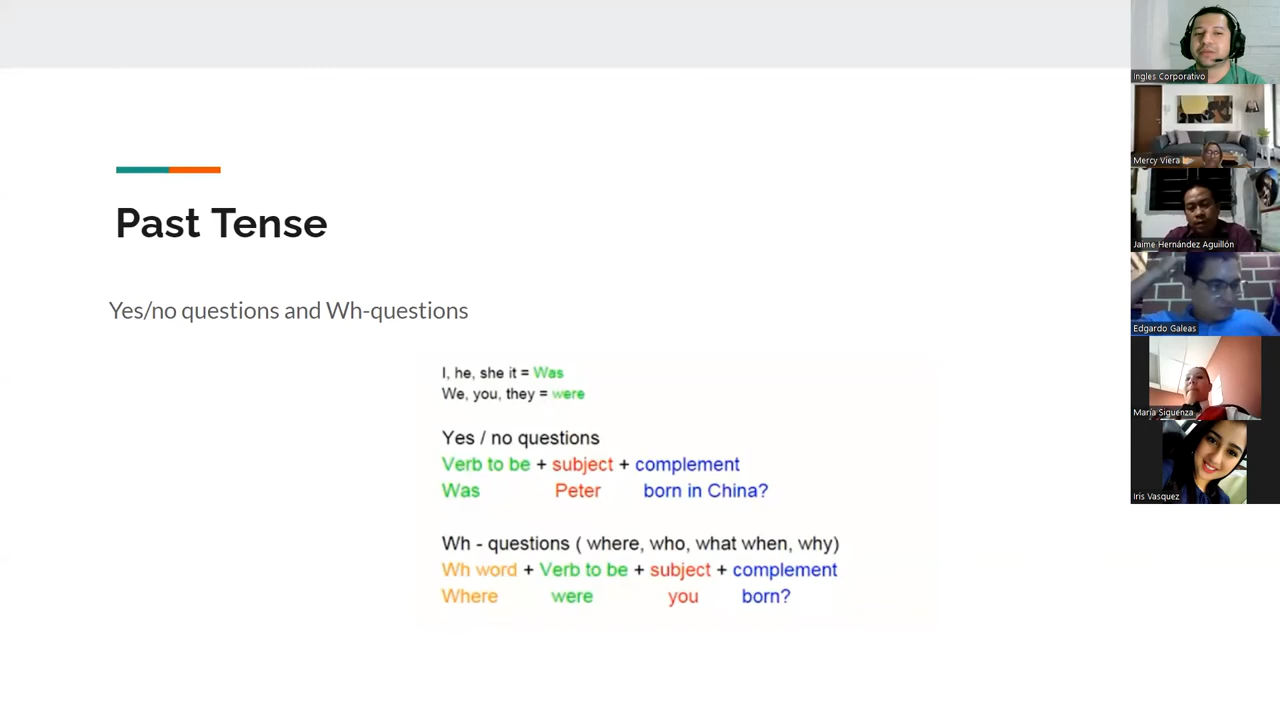 Past Tense
Yes/no questions and Wh-questions
I, he, she it = Was
We, you, they = were
Yes / no questions
Verb to be + subject + complement
Was Peter born in China?
Wh - questions ( where, who, what when, why)
Wh word + Verb to be + subject + complement
Where were you born?
Ingles Corporativo
Mercy Viera
Jaime Hernández Aguillón
Edgardo Galeas
María Siguenza
Iris Vasquez